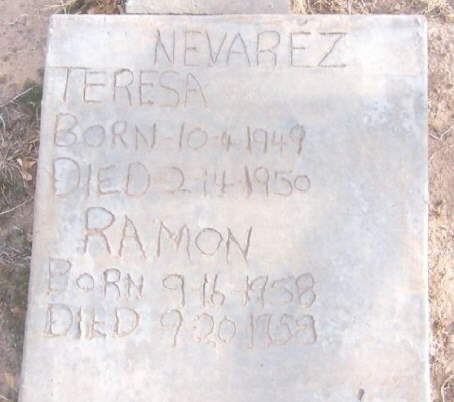 NEVAREZ
TERESA
BORN-10-4-1949
DIED-2-14-1950
RAMON
BORN 9-16-1958
DIED 9-20-1958